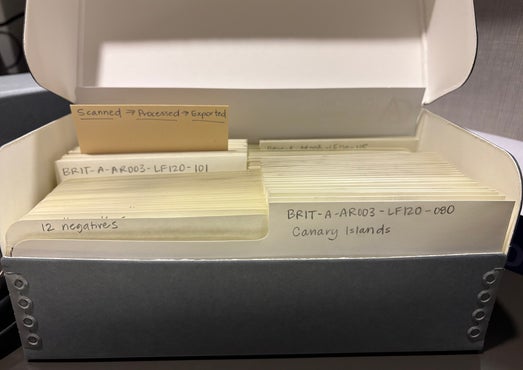 Scanned → Processed → Exported
BRIT-A-AR003-LF120-101
12 negatives
BRIT-A-AR003-LF120-080
Canary Islands